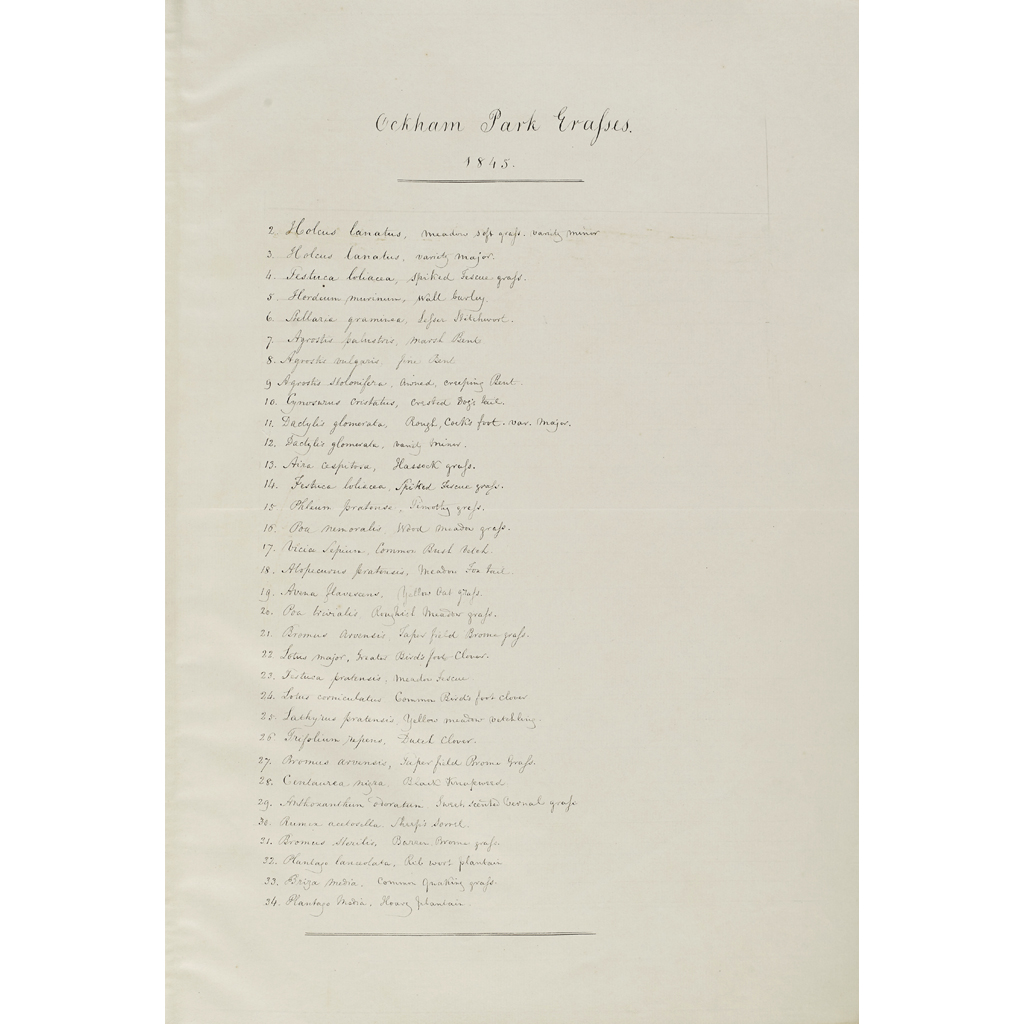 Ockham Park Grasses.
1845.
2. Holcus lanatus, meadow soft grass. variety minor
3. Holcus lanatus, variety major.
4. Festuca loliacea, Spiked Fescue grass.
5. Hordeum murinum, Wall barley.
6. Stellaria graminea, Lesser Stitchwort.
7. Agrostis palustris, Marsh Bent
8. Agrostis vulgaris fine Bent
9. Agrostis Stolonifera, Awned, creeping Bent.
10. Cynosurus cristatus, crested Dog's tail.
11. Dactylis glomerata, Rough, Cock's foot. var. Major.
12. Dactylis glomerata, variety minor.
13. Aira cespitosa, Hassock grass.
14. Festuca loliacea, Spiked Fescue grass.
15. Phleum pratense, Timothy grass.
16. Poa nemoralis, Wood Meadow grass.
17. Vicia Sepium, Common Bush Vetch.
18. Alopecurus pratensis, Meadow Fox tail.
19. Avena flavescens, Yellow Oat grass.
20. Poa trivialis, Roughish Meadow grass.
21. Bromus arvensis, Taper field Brome grass.
22 Lotus major, Greater Bird's foot Clover.
23. Festuca pratensis, Meadow Fescue
24. Lotus corniculatus Common Bird's foot clover
25. Lathyrus pratensis, Yellow meadow vetchling.
26 Trifolium repens, Dutch Clover.
27. Bromus arvensis, Taper field Brome Grass.
28. Centaurea nigra Black Knapweed
29. Anthoxanthum Odoratum. Sweet scented Vernal grass
30. Rumex acetosella, Sheep's Sorrel.
31. Bromus Sterilis, Barren Brome grass.
32. Plantago lanceolata, Rib wort plantain
33. Briza Media, Common Quaking grass.
34. Plantago Media, Hoary plantain.